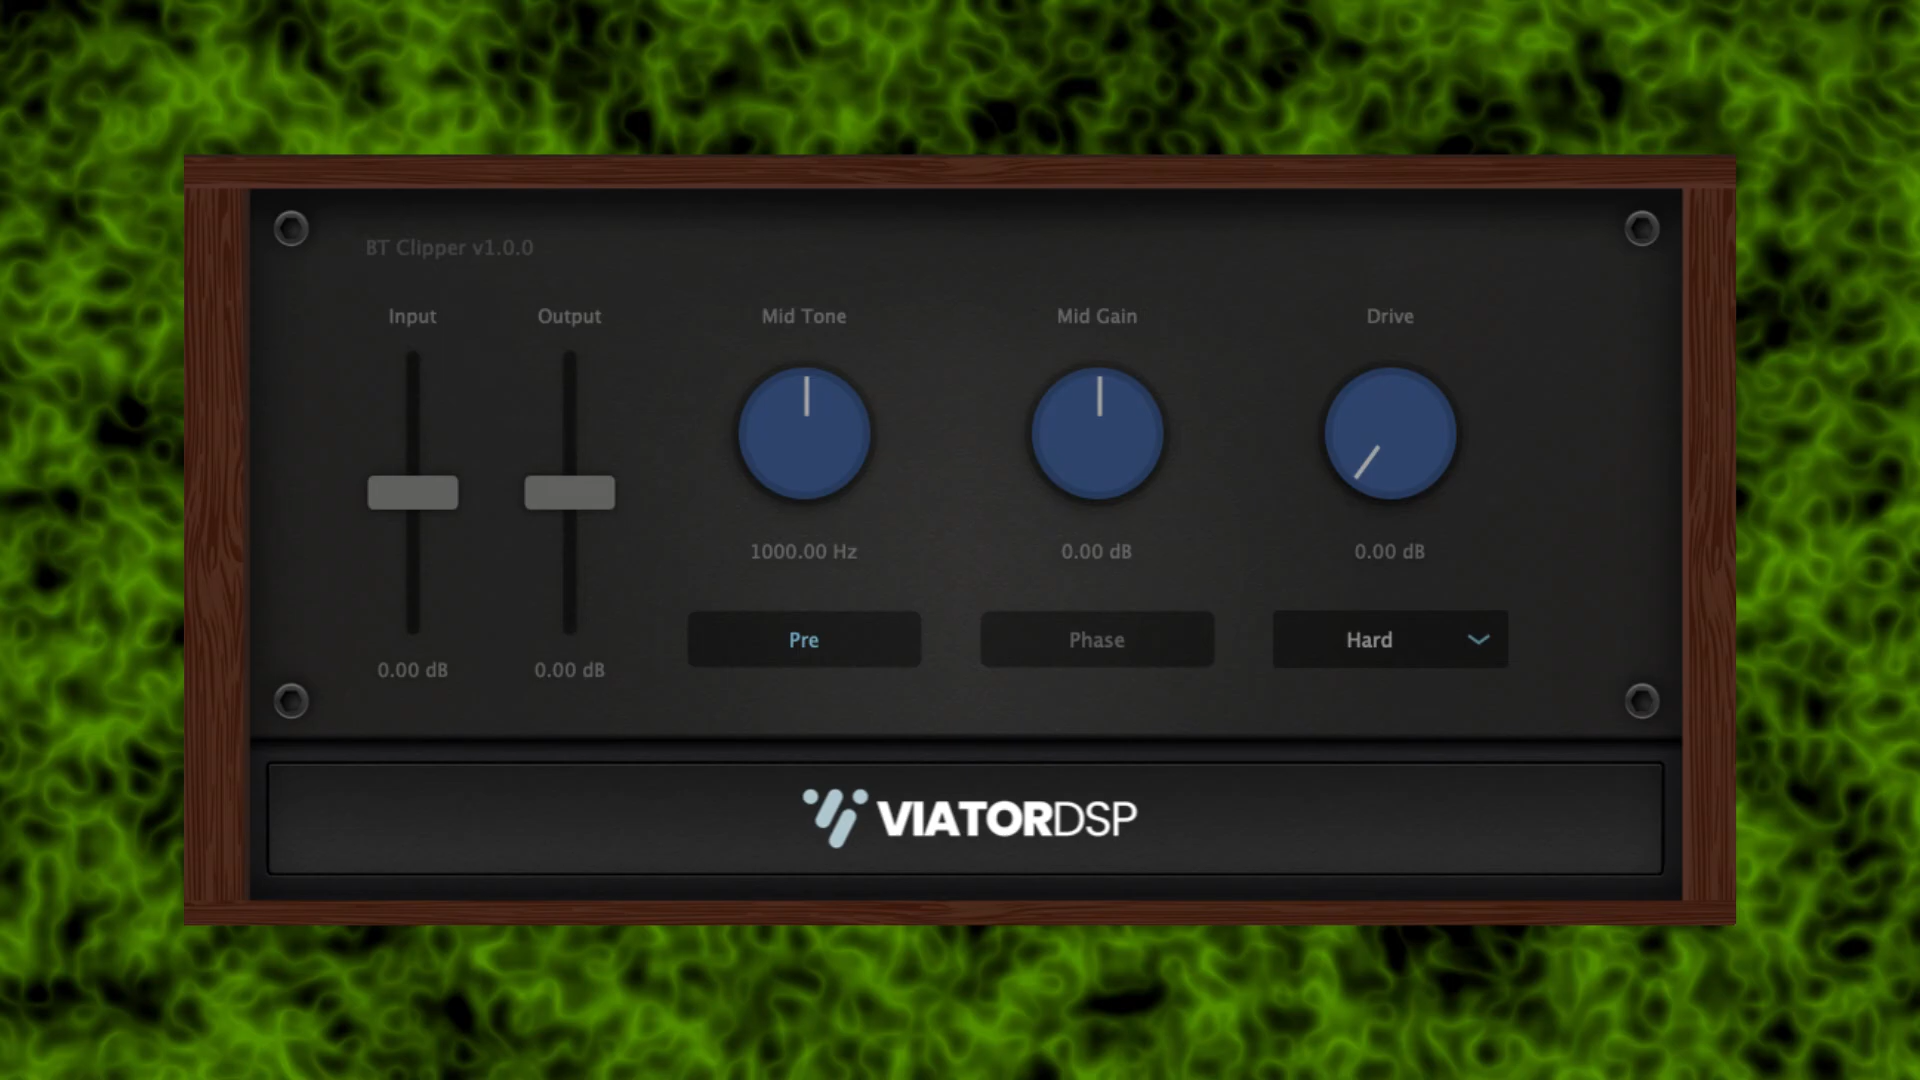 BT Clipper v1.0.0
Input
Output
Mid Tone
Mid Gain
Drive
1000.00 Hz
0.00 dB
0.00 dB
Pre
Phase
Hard
0.00 dB
0.00 dB
VIATORDSP